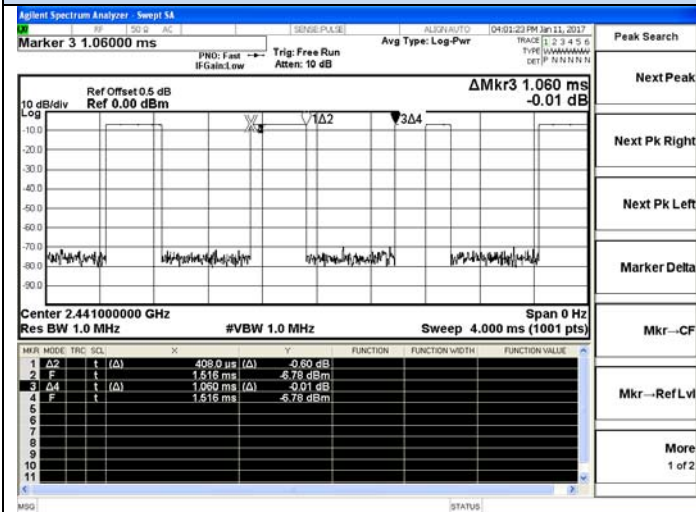 Agilent Spectrum Analyzer - Swept SA
RF 50 Ω AC SENSE:PULSE ALIGN AUTO 04:01:23 PM Jan 11, 2017
Marker 3 1.06000 ms
PNO: Fast
IFGain:Low
Trig: Free Run
Atten: 10 dB
Avg Type: Log-Pwr
TRACE 1 2 3 4 5 6
TYPE
DET P N N N N N
Peak Search
Next Peak
Next Pk Right
Next Pk Left
Marker Delta
Mkr→CF
Mkr→Ref Lvl
More
1 of 2
ΔMkr3 1.060 ms
-0.01 dB
Ref Offset 0.5 dB
10 dB/div Ref 0.00 dBm
Log
1Δ2
3Δ4
-10.0
-20.0
-30.0
-40.0
-50.0
-60.0
-70.0
-80.0
-90.0
Center 2.441000000 GHz Span 0 Hz
Res BW 1.0 MHz #VBW 1.0 MHz Sweep 4.000 ms (1001 pts)
MKR MODE TRC SCL X Y FUNCTION FUNCTION WIDTH FUNCTION VALUE
1 Δ2 t (Δ) 408.0 µs (Δ) -0.60 dB
2 F t 1.516 ms -6.78 dBm
3 Δ4 t (Δ) 1.060 ms (Δ) -0.01 dB
4 F t 1.516 ms -6.78 dBm
5
6
7
8
9
10
11
MSG STATUS